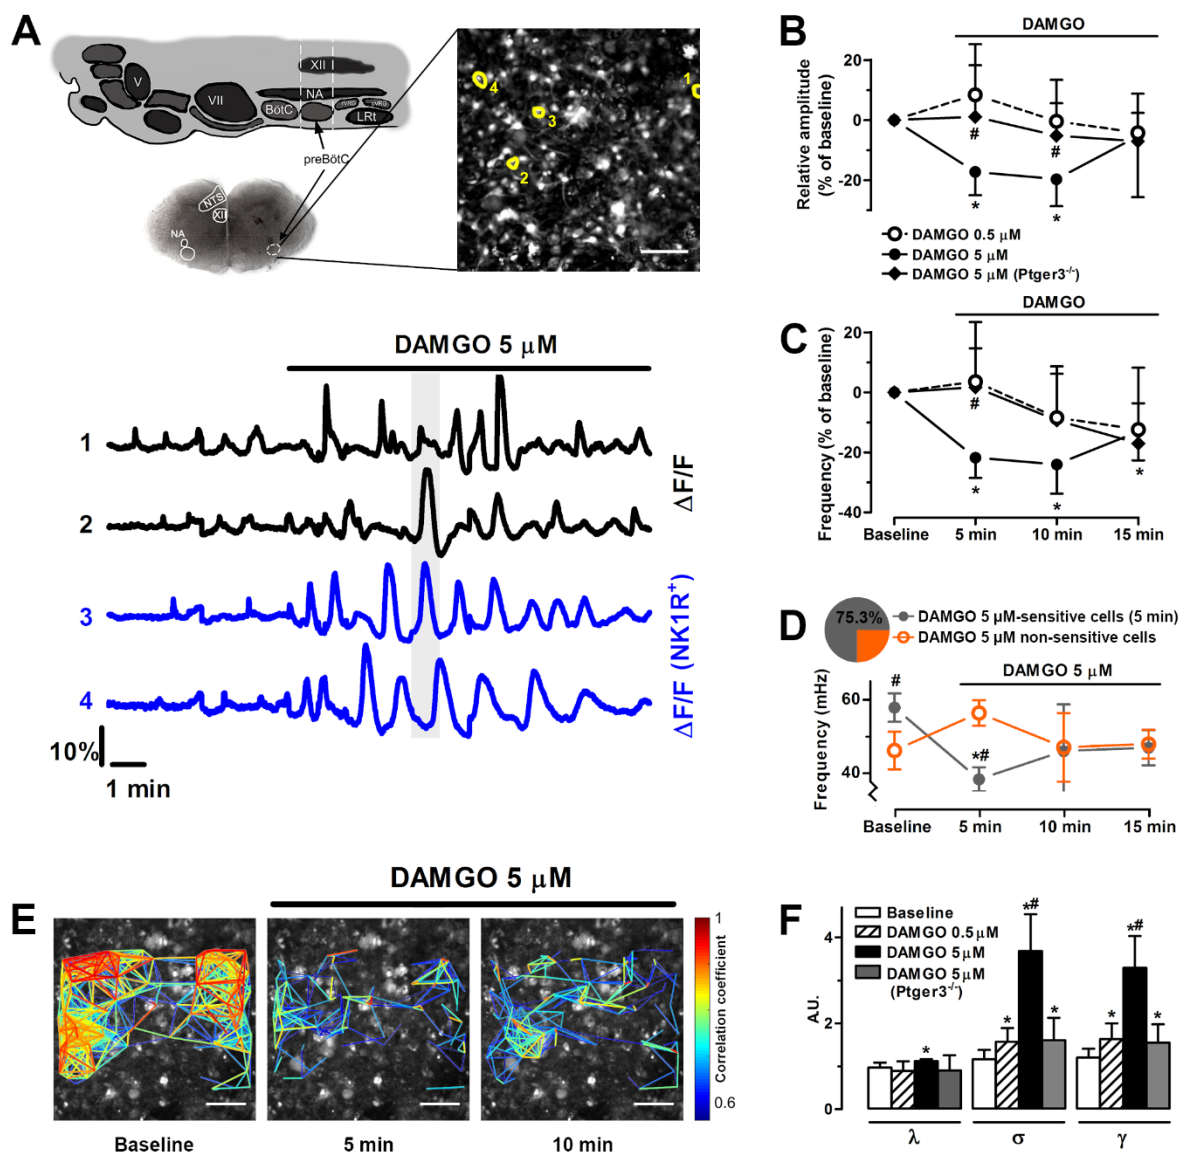 A
V
VII
XII
NA
BötC
rVRG
cVRG
LRt
preBötC
NTS
XII
NA
4
3
2
1
DAMGO 5 μM
1
2
3
4
ΔF/F
ΔF/F (NK1R⁺)
10%
1 min
B
DAMGO
Relative amplitude
(% of baseline)
20
0
-20
#
#
*
*
DAMGO 0.5 μM
DAMGO 5 μM
DAMGO 5 μM (Ptger3⁻/⁻)
C
DAMGO
Frequency (% of baseline)
20
0
-20
-40
#
*
*
*
Baseline
5 min
10 min
15 min
D
75.3%
DAMGO 5 μM-sensitive cells (5 min)
DAMGO 5 μM non-sensitive cells
DAMGO 5 μM
Frequency (mHz)
60
40
#
*#
Baseline
5 min
10 min
15 min
E
DAMGO 5 μM
Baseline
5 min
10 min
1
Correlation coefficient
0.6
F
Baseline
DAMGO 0.5 μM
DAMGO 5 μM
DAMGO 5 μM
(Ptger3⁻/⁻)
A.U.
4
2
0
*
*
*#
*
*
*#
*
λ
σ
γ